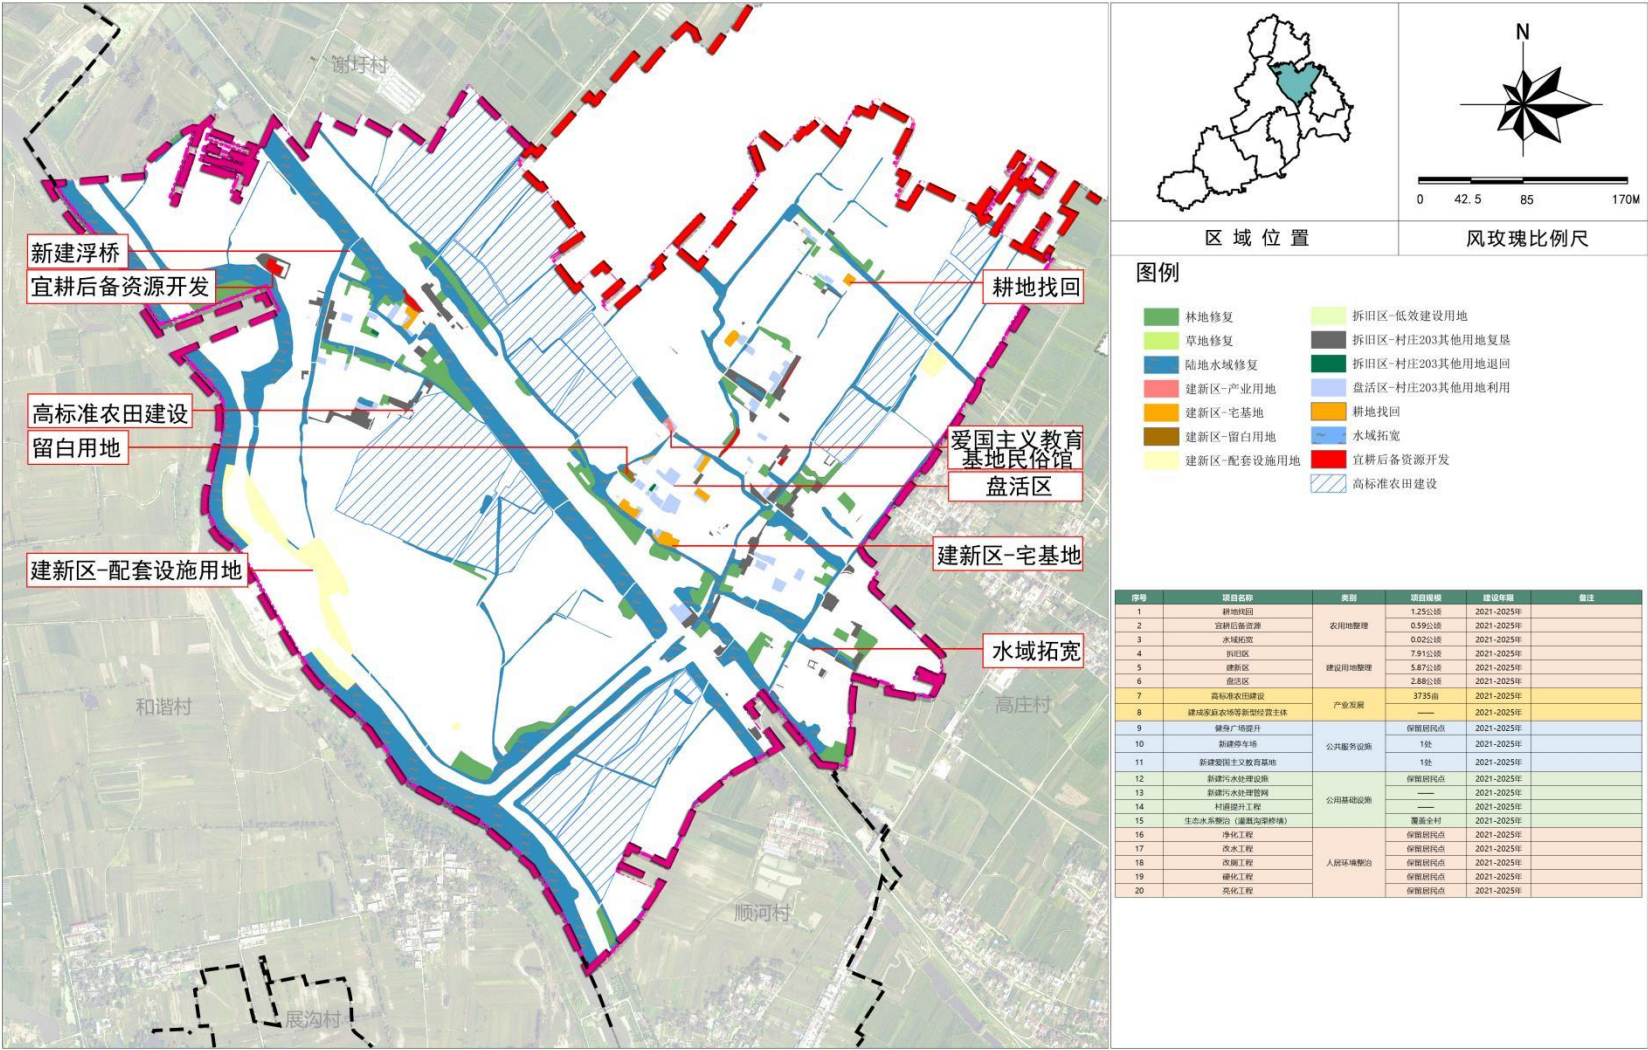 谢圩村
新建浮桥
宜耕后备资源开发
耕地找回
高标准农田建设
留白用地
爱国主义教育
基地民俗馆
盘活区
建新区-宅基地
建新区-配套设施用地
水域拓宽
和谐村
高庄村
顺河村
展沟村
区域位置
N
0 42.5 85 170M
风玫瑰比例尺
图例
林地修复
草地修复
陆地水域修复
建新区-产业用地
建新区-宅基地
建新区-留白用地
建新区-配套设施用地
拆旧区-低效建设用地
拆旧区-村庄203其他用地复垦
拆旧区-村庄203其他用地退回
盘活区-村庄203其他用地利用
耕地找回
水域拓宽
宜耕后备资源开发
高标准农田建设
序号 项目名称 类别 项目规模 建设年限 备注
1 耕地找回 农用地整理 1.25公顷 2021-2025年
2 宜耕后备资源 0.59公顷 2021-2025年
3 水域拓宽 0.02公顷 2021-2025年
4 拆旧区 建设用地整理 7.91公顷 2021-2025年
5 建新区 5.87公顷 2021-2025年
6 盘活区 2.88公顷 2021-2025年
7 高标准农田建设 产业发展 3735亩 2021-2025年
8 建成家庭农场等新型经营主体 —— 2021-2025年
9 健身广场提升 公共服务设施 保留居民点 2021-2025年
10 新建停车场 1处 2021-2025年
11 新建爱国主义教育基地 1处 2021-2025年
12 新建污水处理设施 公用基础设施 保留居民点 2021-2025年
13 新建污水处理管网 —— 2021-2025年
14 村道提升工程 —— 2021-2025年
15 生态水系整治（灌溉沟渠修缮） 覆盖全村 2021-2025年
16 净化工程 人居环境整治 保留居民点 2021-2025年
17 改水工程 保留居民点 2021-2025年
18 改厕工程 保留居民点 2021-2025年
19 硬化工程 保留居民点 2021-2025年
20 亮化工程 保留居民点 2021-2025年